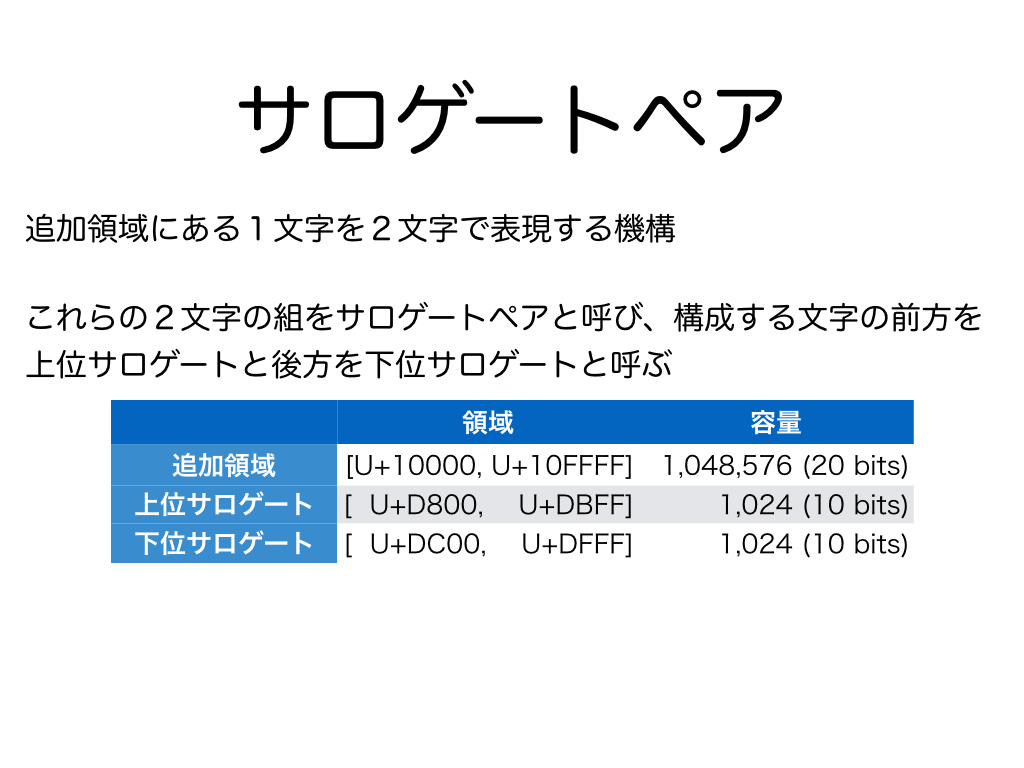 サロゲートペア
追加領域にある１文字を２文字で表現する機構
これらの２文字の組をサロゲートペアと呼び、構成する文字の前方を
上位サロゲートと後方を下位サロゲートと呼ぶ
領域 容量
追加領域 [U+10000, U+10FFFF] 1,048,576 (20 bits)
上位サロゲート [ U+D800, U+DBFF] 1,024 (10 bits)
下位サロゲート [ U+DC00, U+DFFF] 1,024 (10 bits)